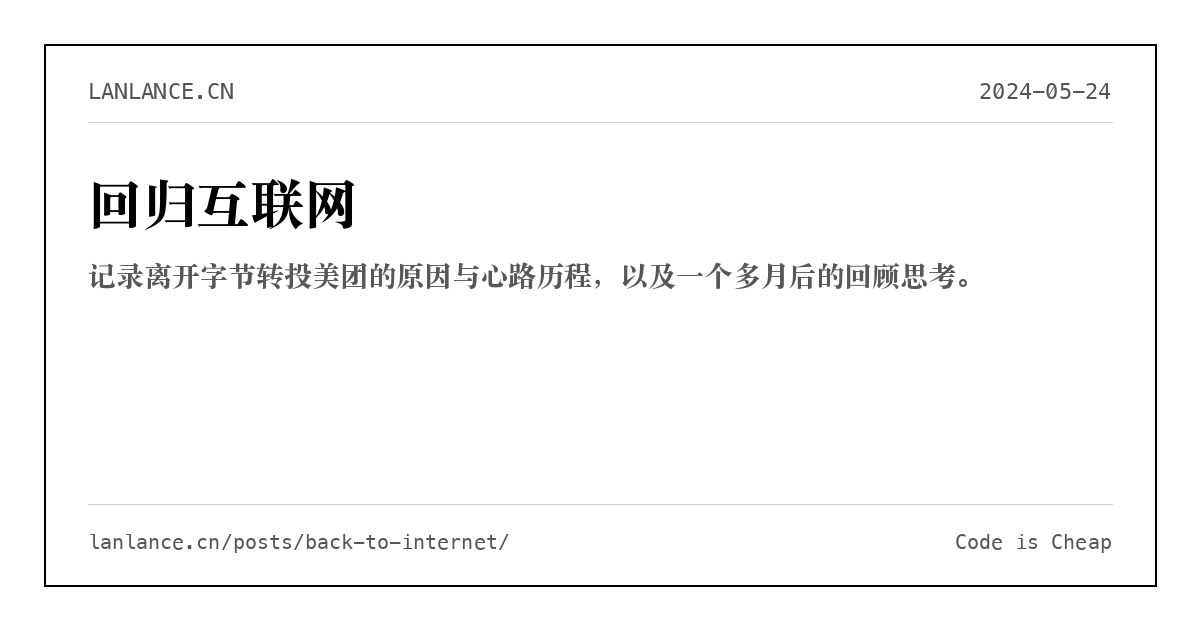 LANLANCE.CN
2024-05-24
回归互联网
记录离开字节转投美团的原因与心路历程，以及一个多月后的回顾思考。
lanlance.cn/posts/back-to-internet/
Code is Cheap